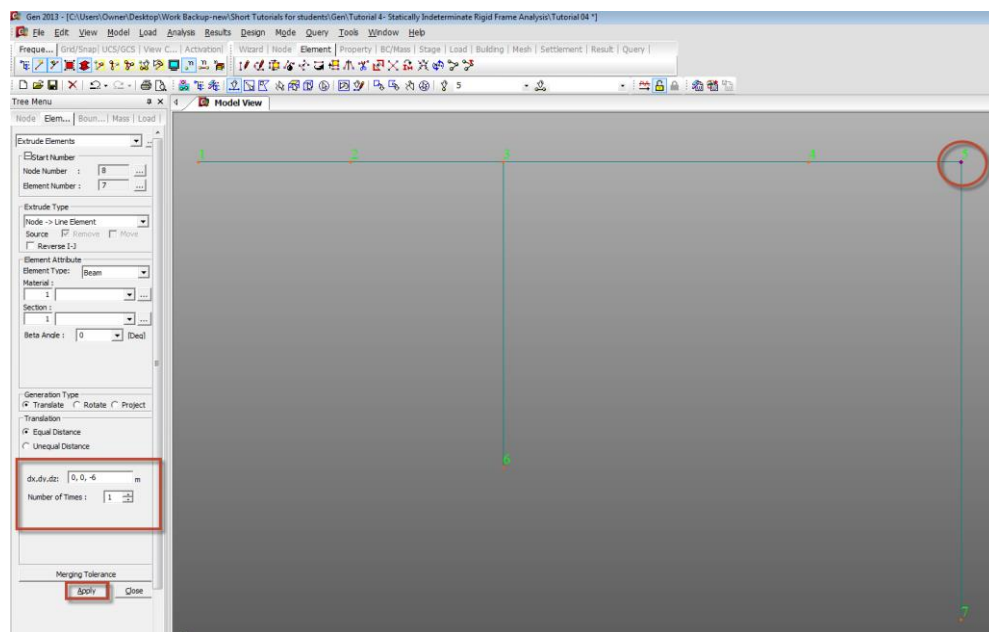 Gen 2013 - [C:\Users\Owner\Desktop\Work Backup-new\Short Tutorials for students\Gen\Tutorial 4- Statically Indeterminate Rigid Frame Analysis\Tutorial 04 *]
File Edit View Model Load Analysis Results Design Mode Query Tools Window Help
Freque... Grid/Snap UCS/GCS View C... Activation Wizard Node Element Property BC/Mass Stage Load Building Mesh Settlement Result Query
5
Tree Menu
Model View
Node Elem... Boun... Mass Load
Extrude Elements
Start Number
Node Number : 8 ...
Element Number : 7 ...
Extrude Type
Node -> Line Element
Source Remove Move
Reverse I-J
Element Attribute
Element Type: Beam
Material :
1 ...
Section :
1 ...
Beta Angle : 0 [Deg]
Generation Type
Translate Rotate Project
Translation
Equal Distance
Unequal Distance
dx,dy,dz: 0, 0, -6 m
Number of Times : 1
Merging Tolerance
Apply Close
1 2 3 4 5
6
7